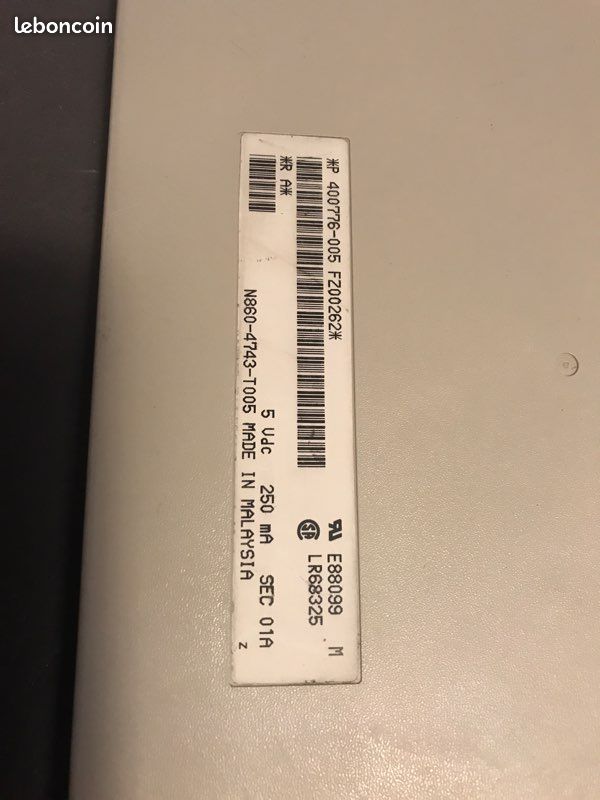 leboncoin
*P 400776-005 FZ00262*
*R A*
E88099 M
LR68325
5 Vdc 250 mA SEC 01A
N860-4743-T005 MADE IN MALAYSIA
Z